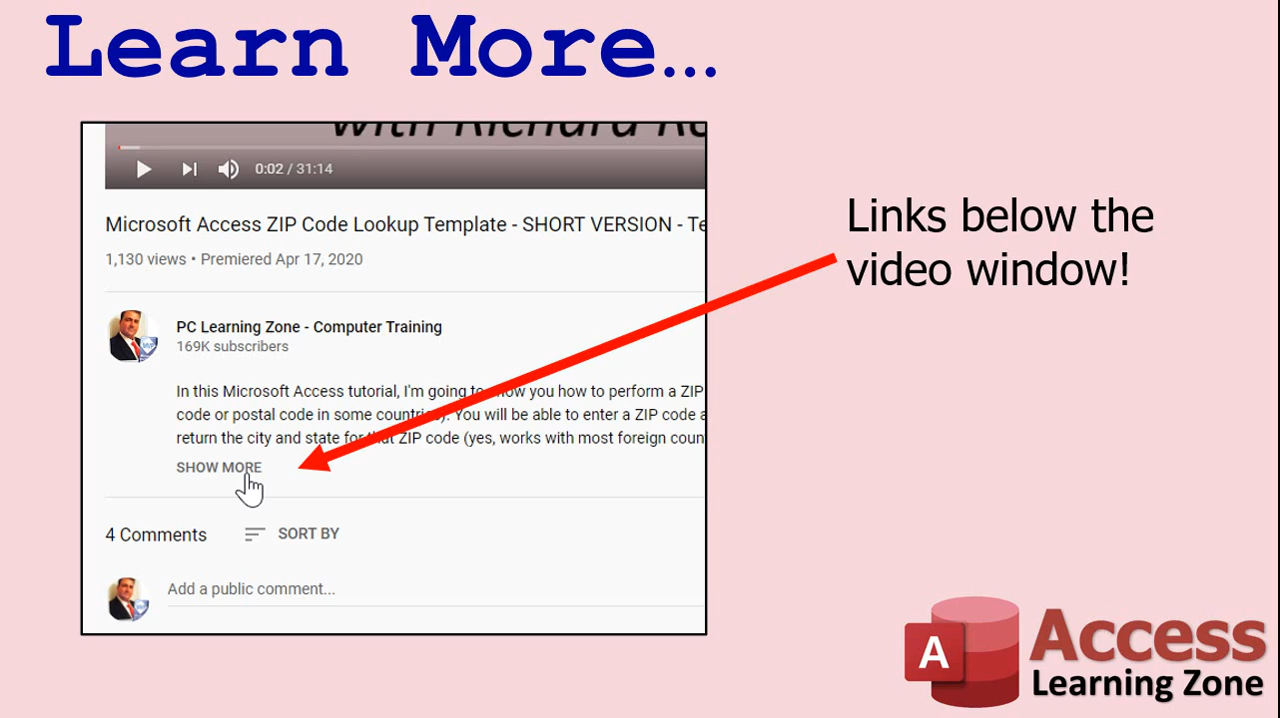 Learn More...
with Richard
0:02 / 31:14
Microsoft Access ZIP Code Lookup Template - SHORT VERSION - Te
1,130 views • Premiered Apr 17, 2020
PC Learning Zone - Computer Training
169K subscribers
In this Microsoft Access tutorial, I'm going to show you how to perform a ZIP
code or postal code in some countries). You will be able to enter a ZIP code a
return the city and state for that ZIP code (yes, works with most foreign coun
SHOW MORE
4 Comments SORT BY
Add a public comment...
Links below the
video window!
A
Access
Learning Zone